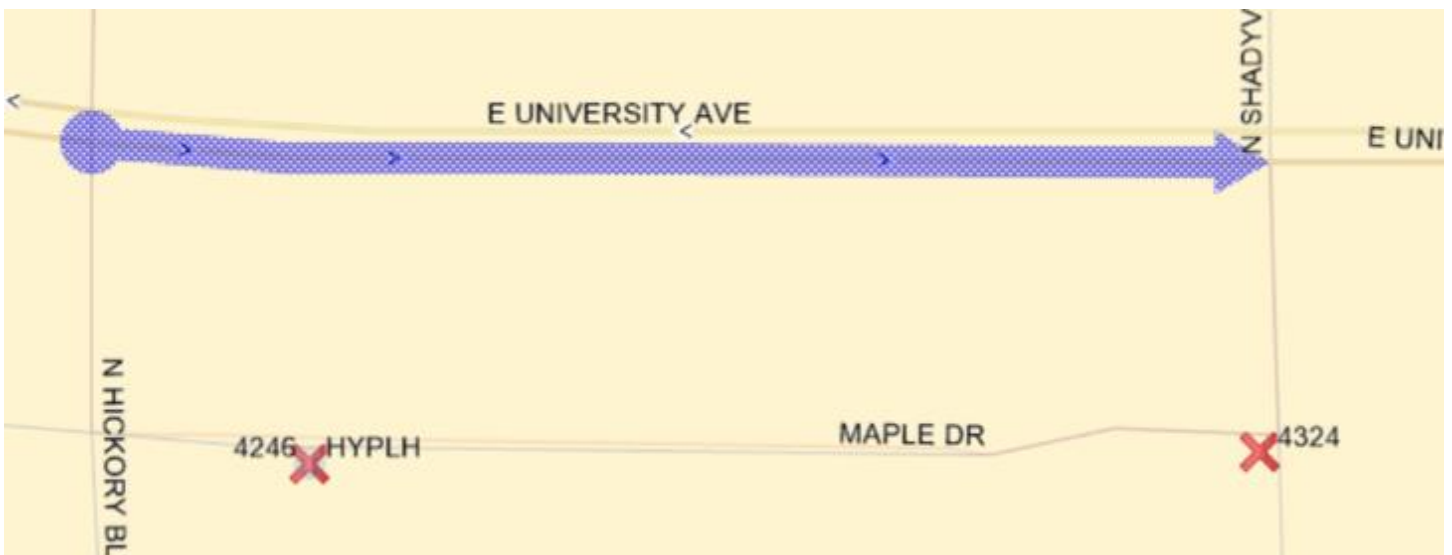 N SHADYV
E UNIVERSITY AVE
E UNI
N HICKORY BL
4246 HYPLH
MAPLE DR
4324